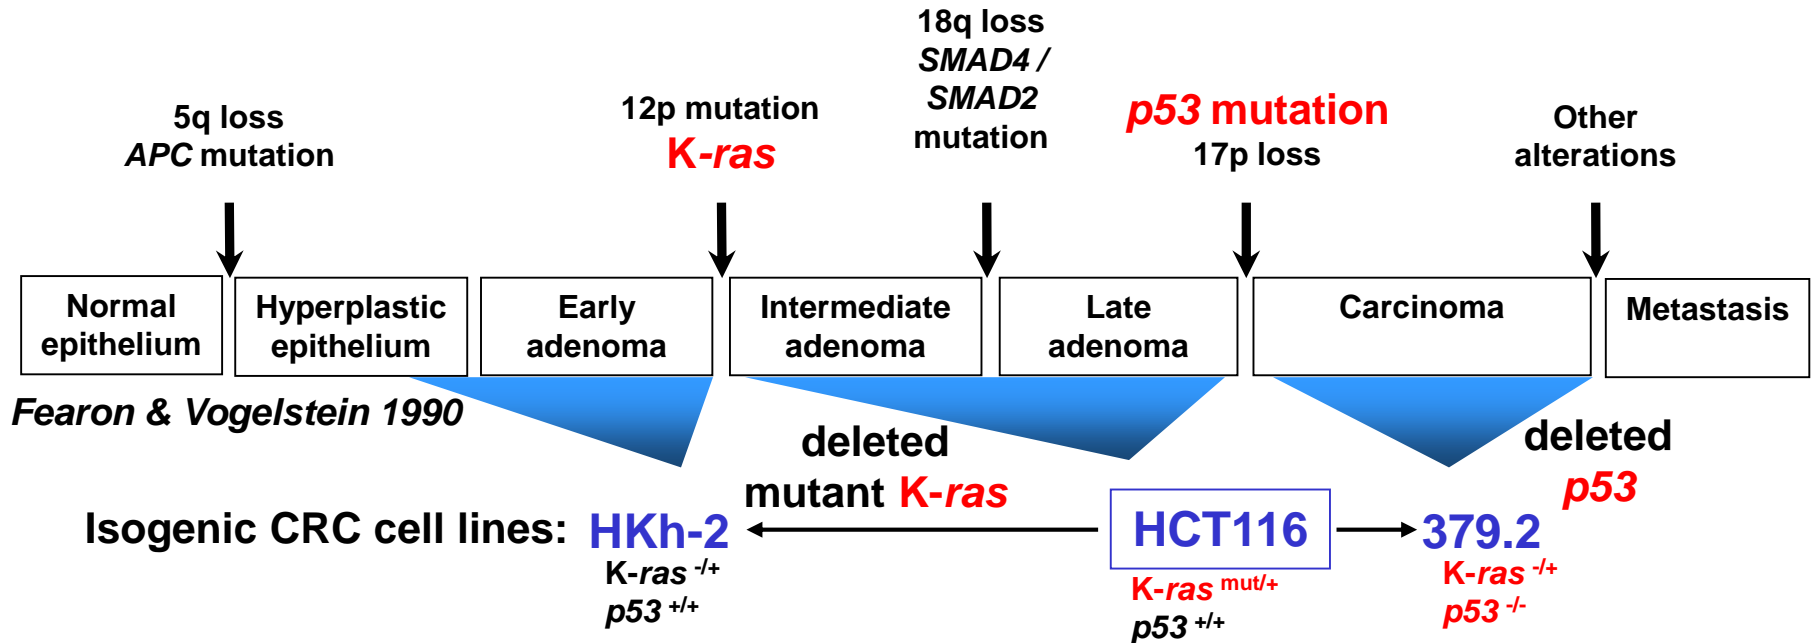 5q loss
APC mutation
12p mutation
K-ras
18q loss
SMAD4 /
SMAD2
mutation
p53 mutation
17p loss
Other
alterations
Normal
epithelium
Hyperplastic
epithelium
Early
adenoma
Intermediate
adenoma
Late
adenoma
Carcinoma
Metastasis
Fearon & Vogelstein 1990
deleted
mutant K-ras
deleted
p53
Isogenic CRC cell lines:
HKh-2
K-ras -/+
p53 +/+
HCT116
K-ras mut/+
p53 +/+
379.2
K-ras -/+
p53 -/-